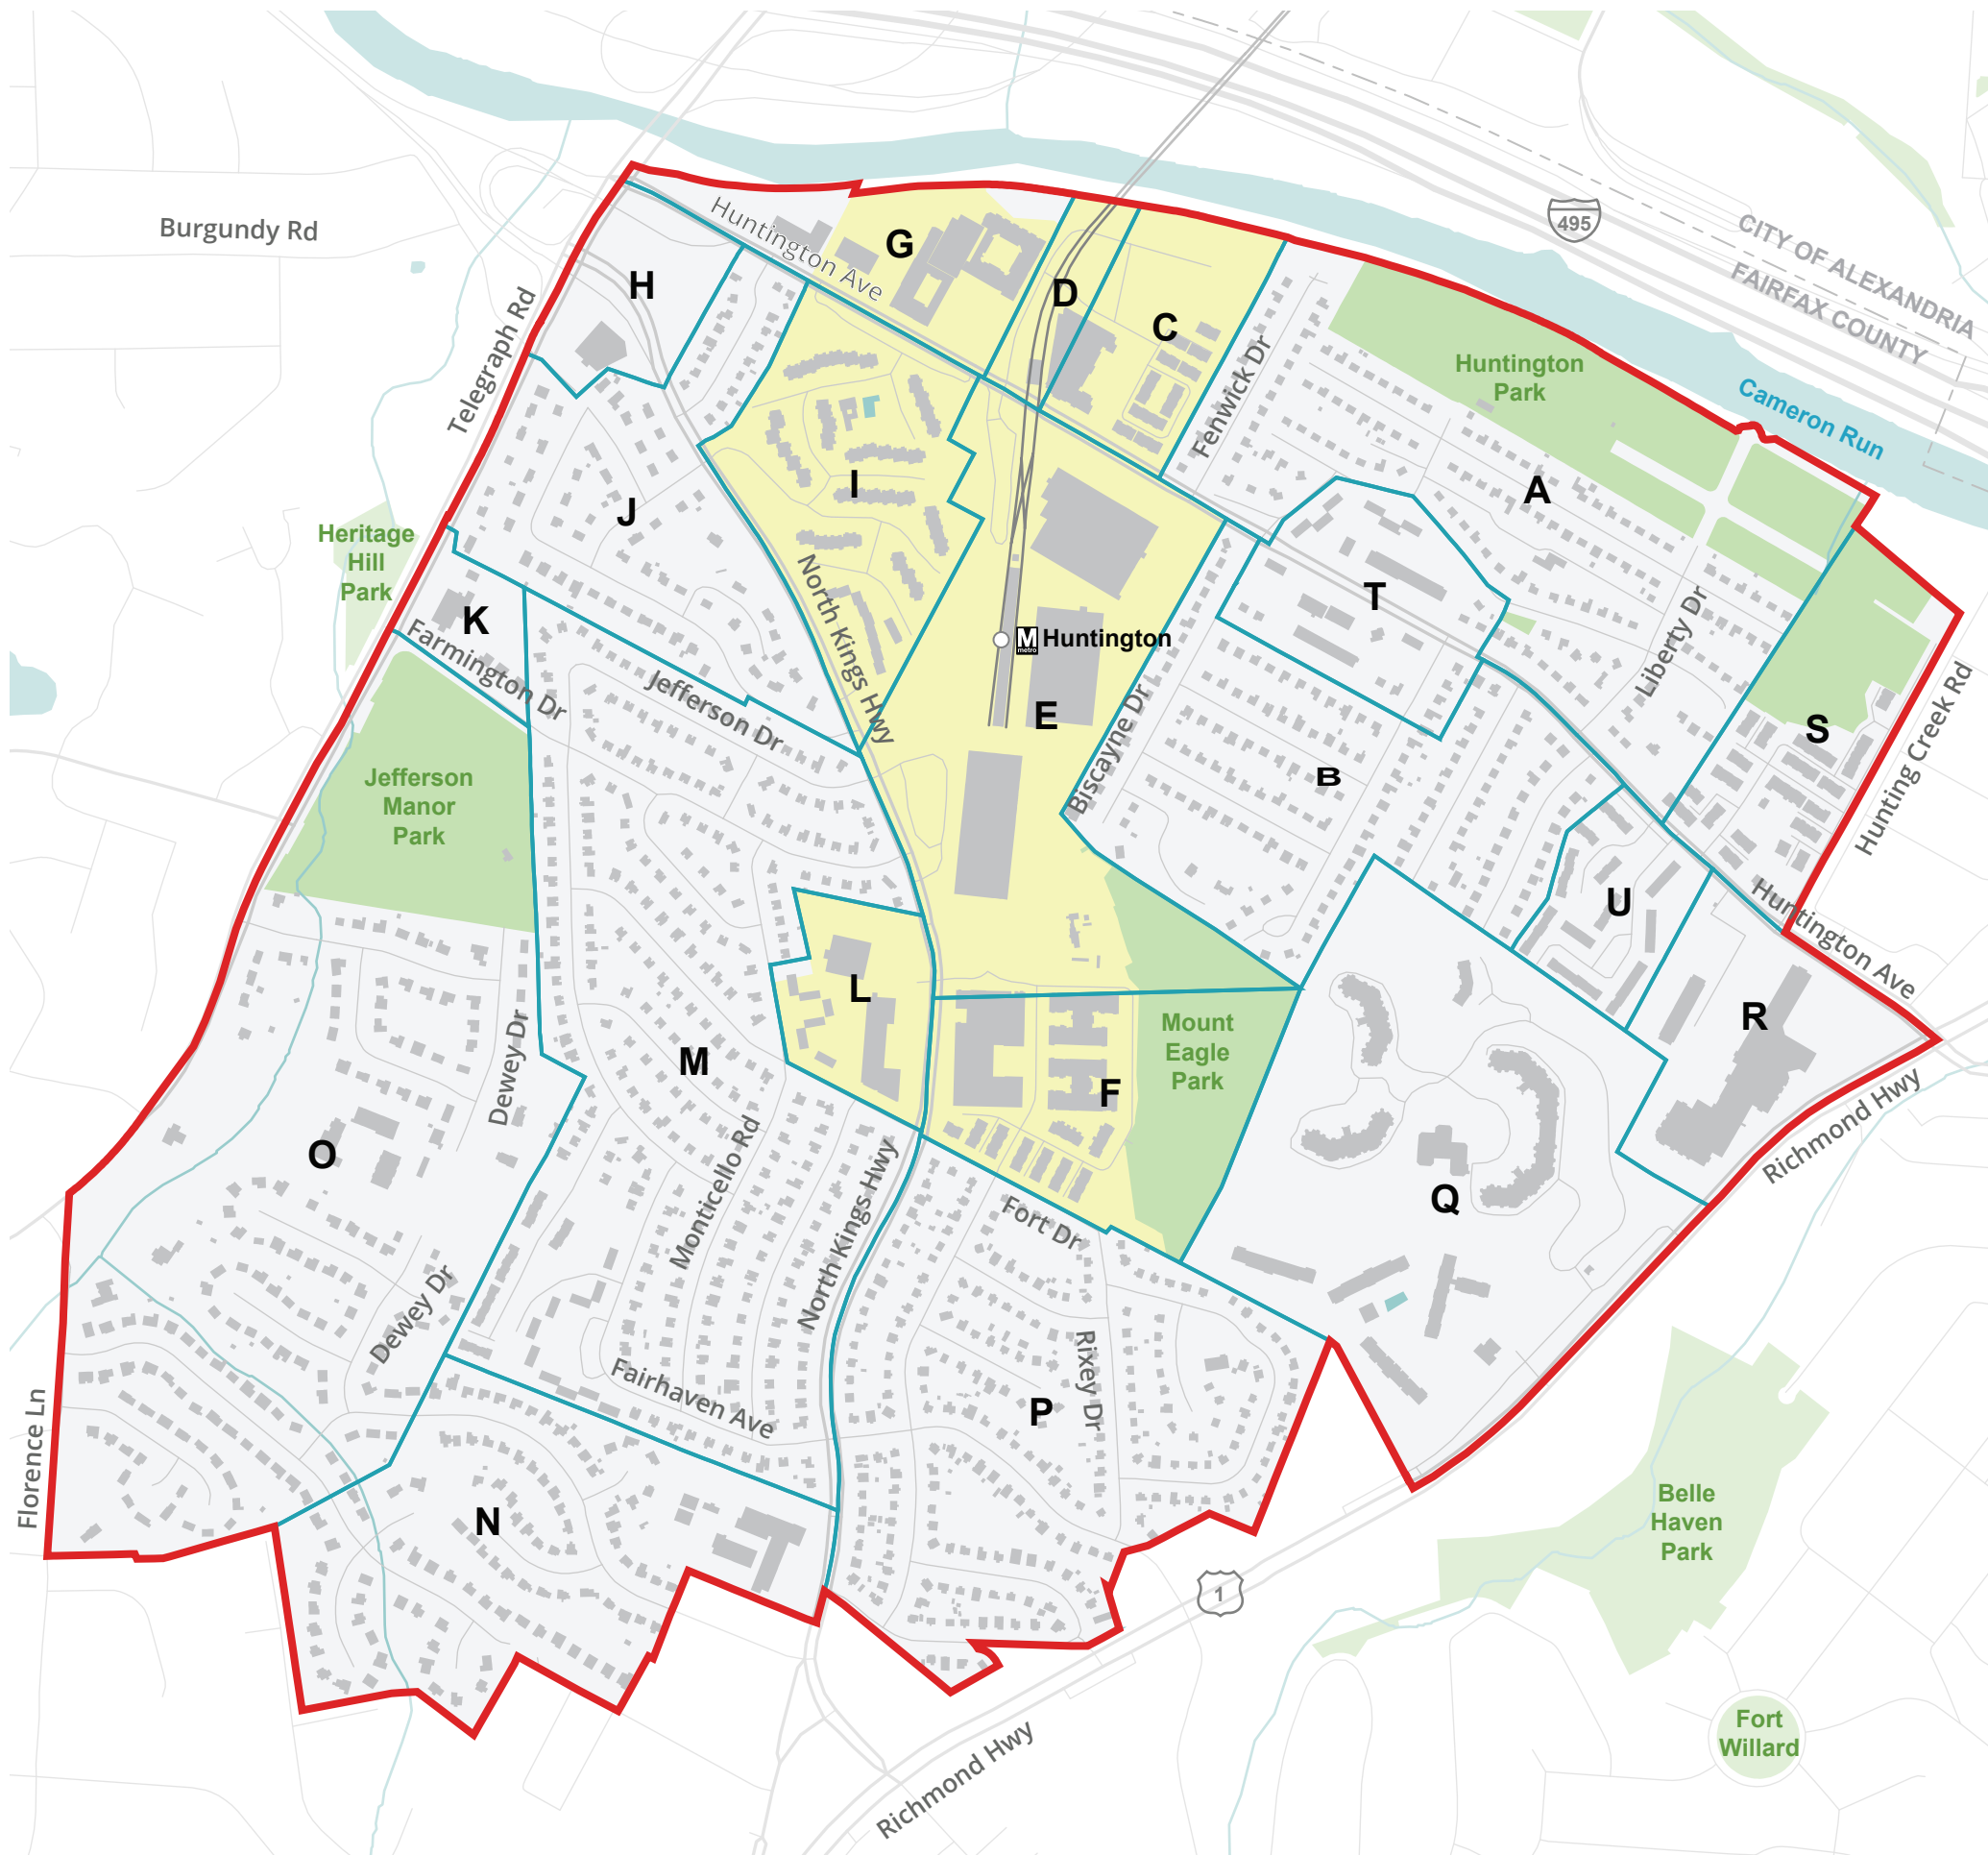 495
CITY OF ALEXANDRIA
FAIRFAX COUNTY
Burgundy Rd
Huntington Ave
G
H
D
C
Telegraph Rd
Fenwick Dr
Huntington
Park
Cameron Run
I
A
J
Heritage
Hill
Park
North Kings Hwy
T
K
Farmington Dr
M
metro
Huntington
Liberty Dr
Jefferson Dr
E
Biscayne Dr
S
Hunting Creek Rd
B
Jefferson
Manor
Park
U
Huntington Ave
L
R
Mount
Eagle
Park
Dewey Dr
M
F
O
Monticello Rd
North Kings Hwy
Richmond Hwy
Q
Fort Dr
Dewey Dr
Rixey Dr
Fairhaven Ave
P
Florence Ln
N
Belle
Haven
Park
1
Fort
Willard
Richmond Hwy